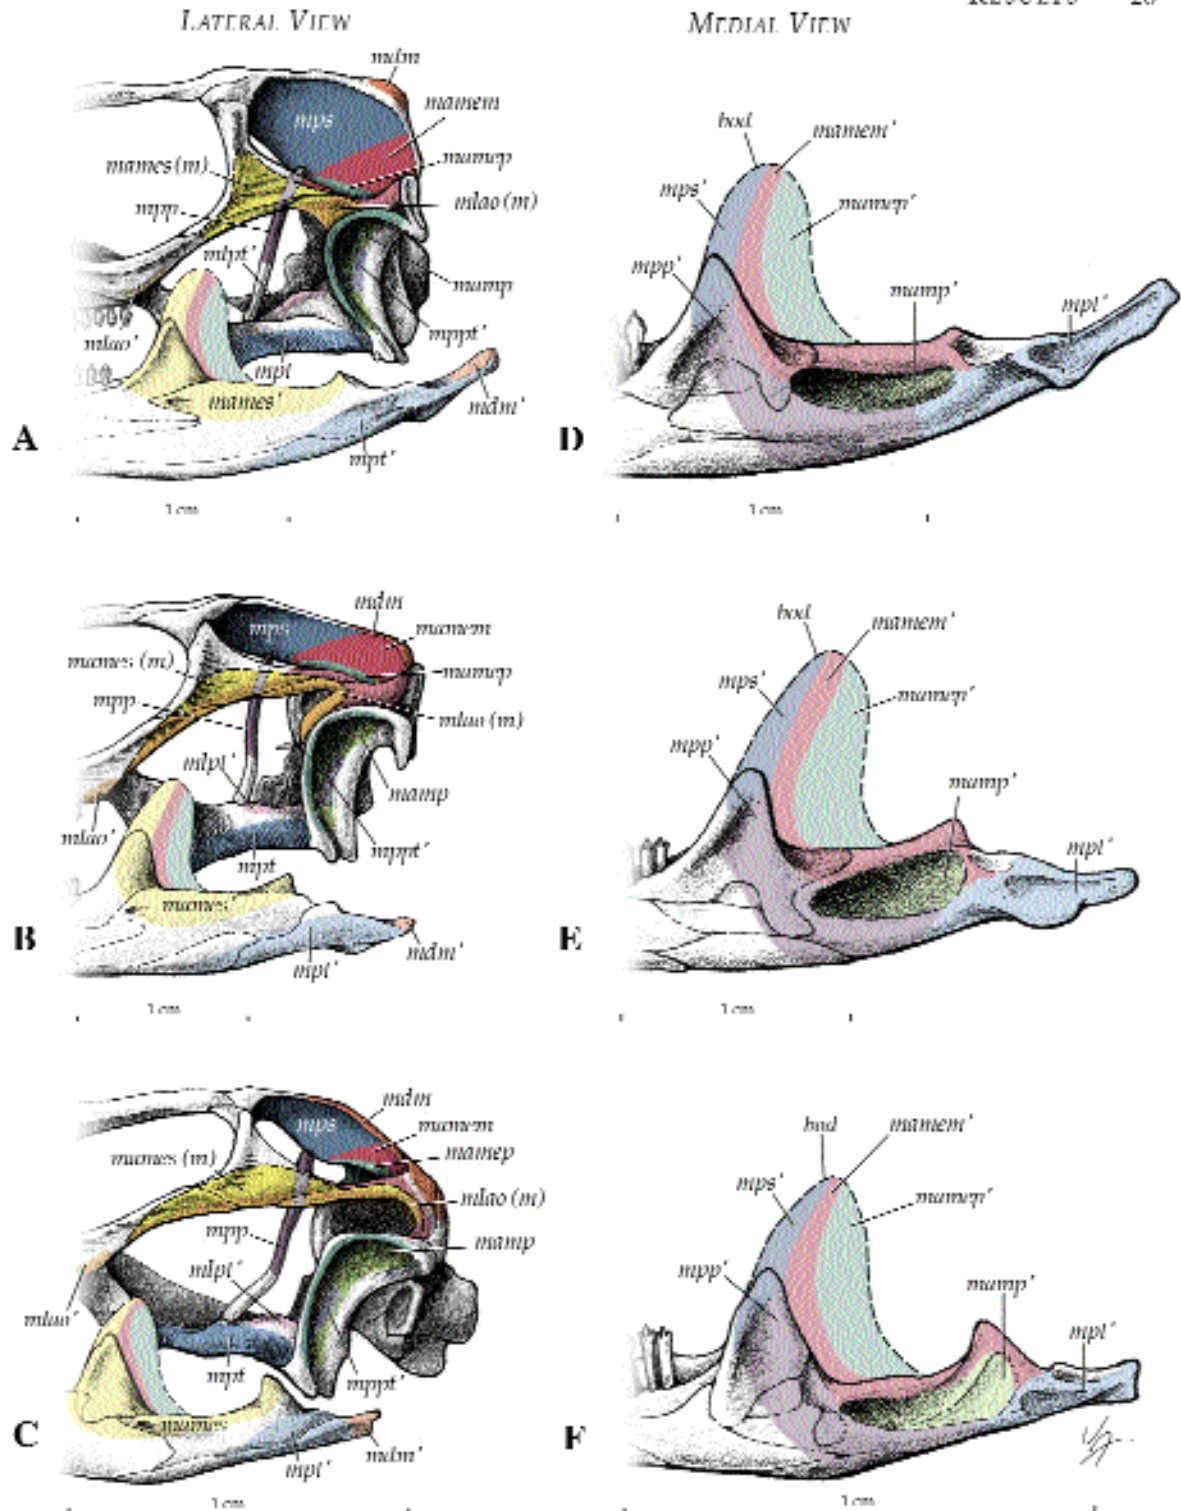 LATERAL VIEW
MEDIAL VIEW
mdm
mamem
mps
mamep
mames (m)
mlao (m)
mpp
mlpt'
mamp
mppt'
mlao'
mpt
mames'
mdm'
mpt'
A
1 cm
bod
mamem'
mps'
mamep'
mpp'
mamp'
mpt'
D
1 cm
mdm
mps
mamem
mames (m)
mamep
mpp
mlao (m)
mlpt'
mamp
mlao'
mppt'
mpt
mames'
B
mdm'
mpt'
1 cm
bod
mamem'
mps'
mamep'
mpp'
mamp'
mpt'
E
1 cm
mdm
mps
mamem
mamep
mames (m)
mlao (m)
mpp
mamp
mlpt'
mlao'
mpt
mppt'
mames
C
mdm'
mpt'
1 cm
bod
mamem'
mps'
mamep'
mpp'
mamp'
mpt'
F
1 cm